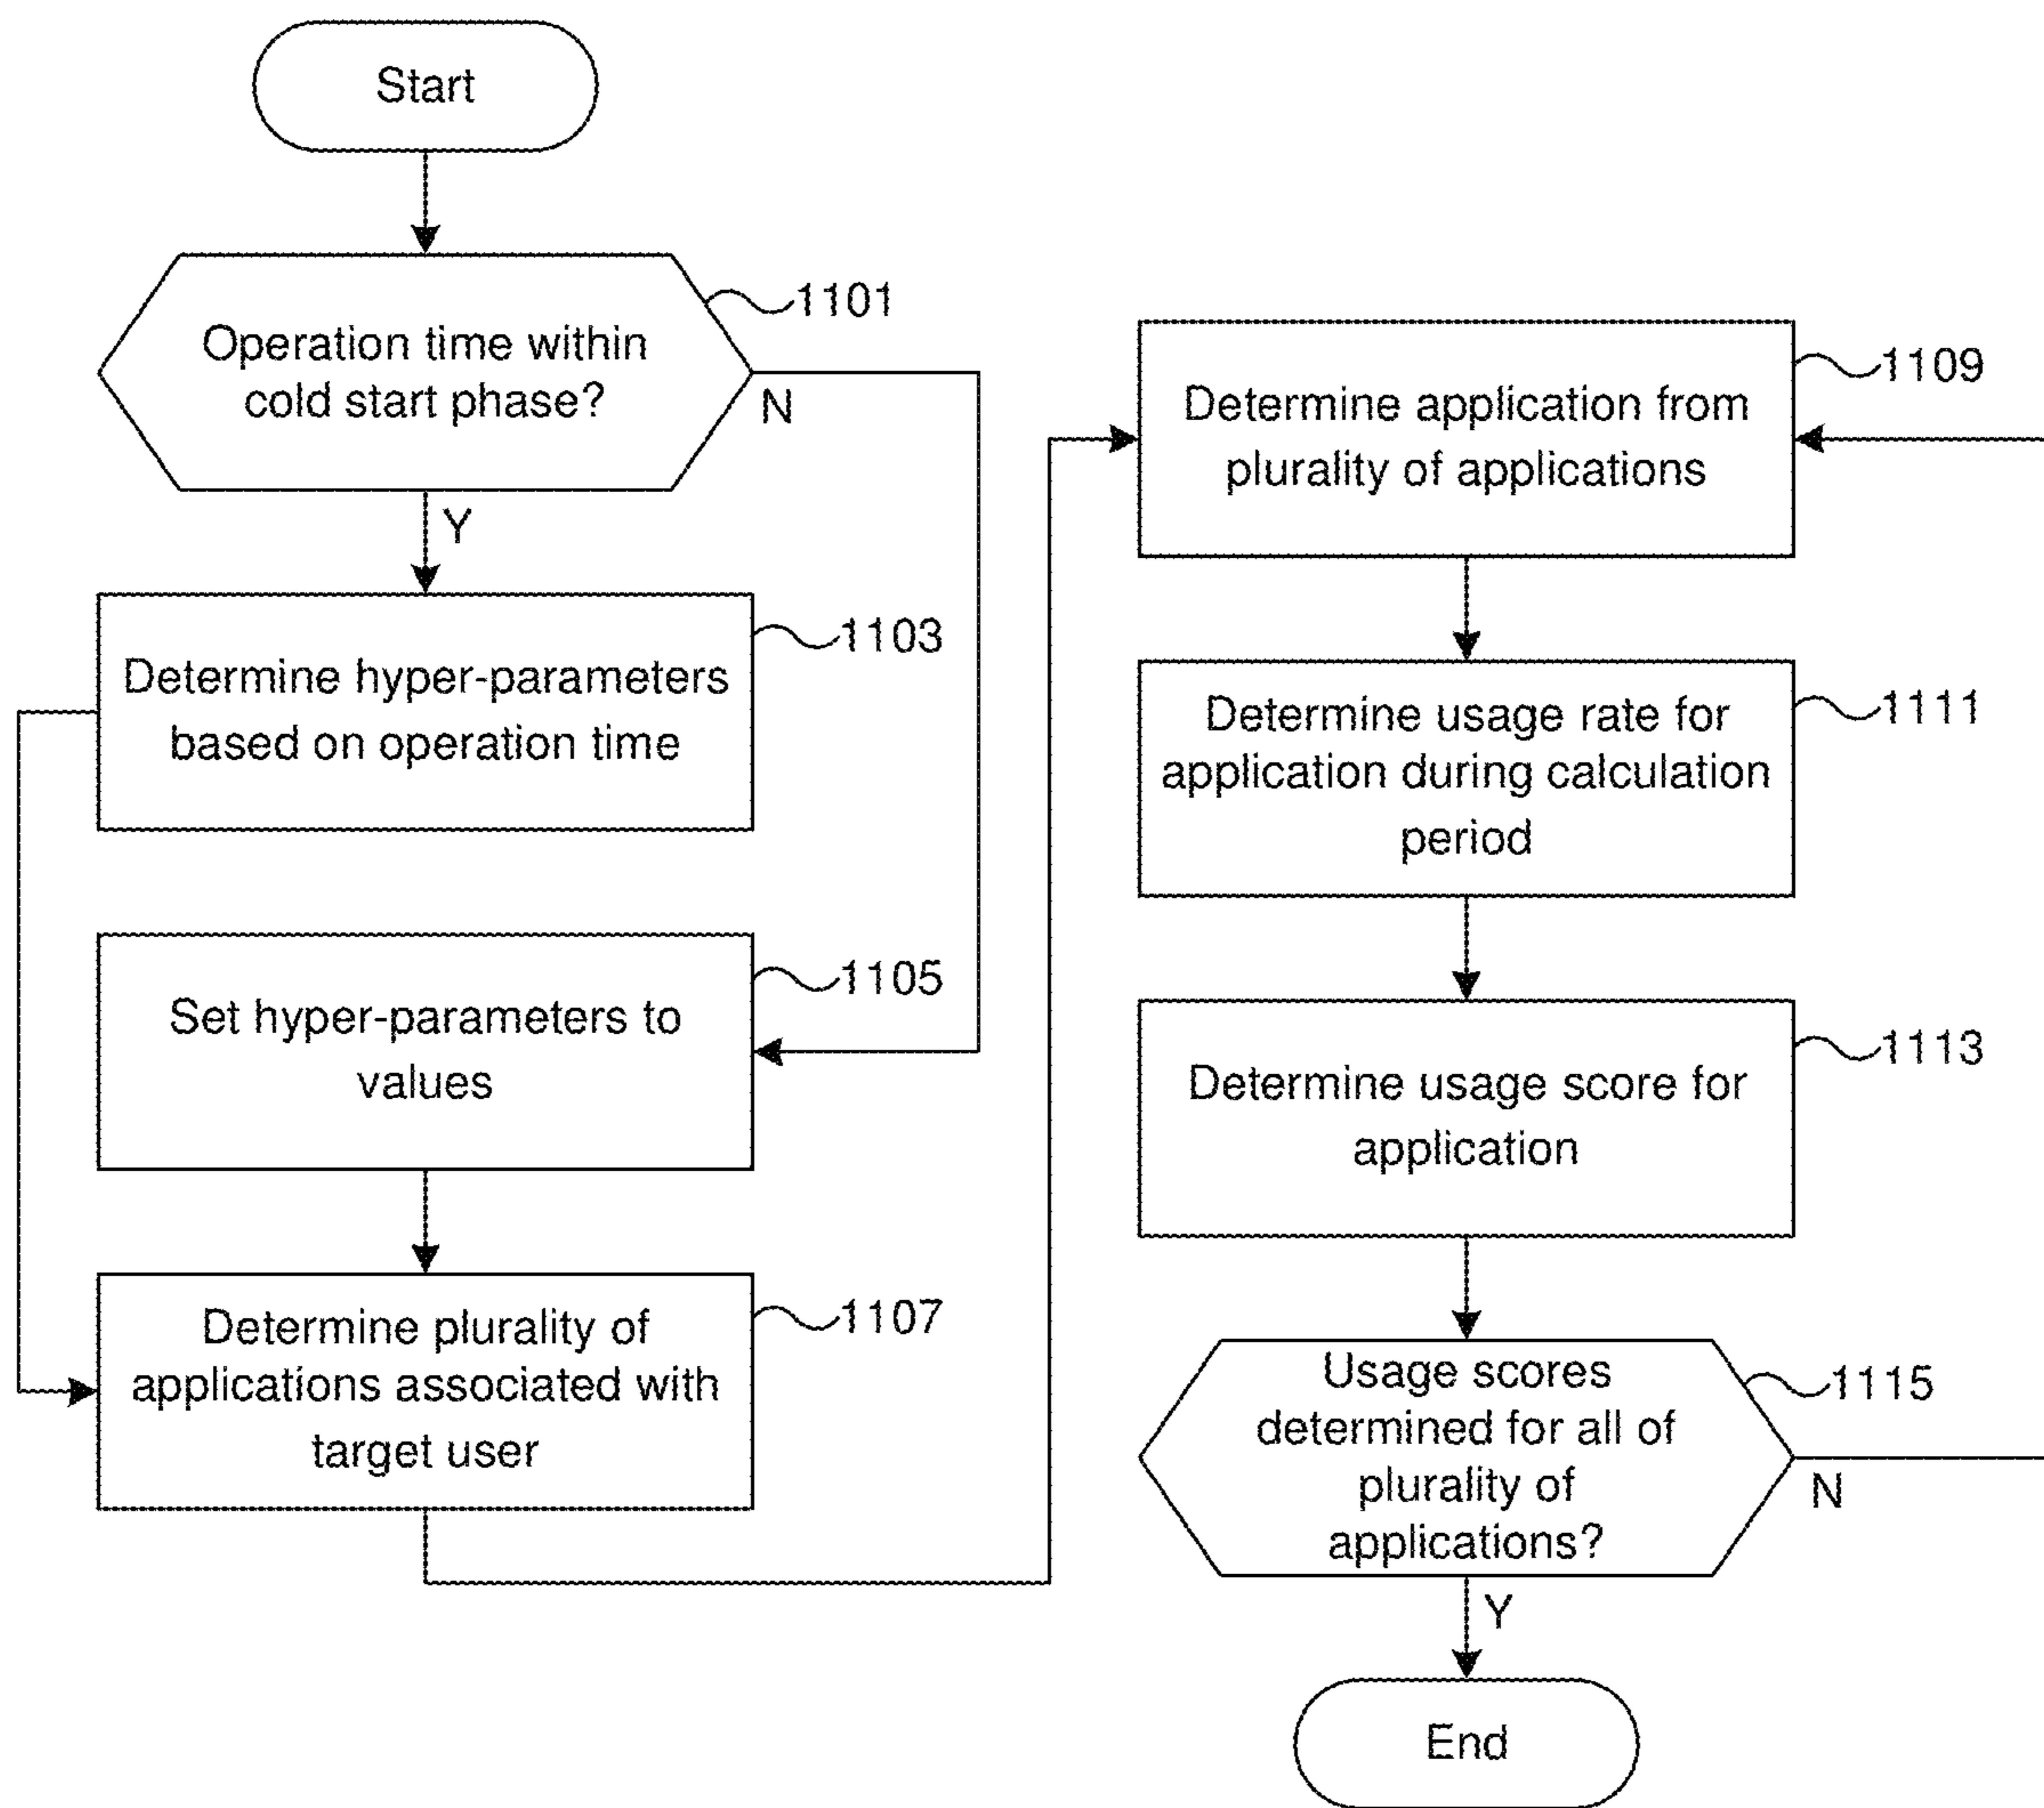 Start
Operation time within
cold start phase?
1101
N
Y
Determine hyper-parameters
based on operation time
1103
Set hyper-parameters to
values
1105
Determine plurality of
applications associated with
target user
1107
Determine application from
plurality of applications
1109
Determine usage rate for
application during calculation
period
1111
Determine usage score for
application
1113
Usage scores
determined for all of
plurality of
applications?
1115
N
Y
End